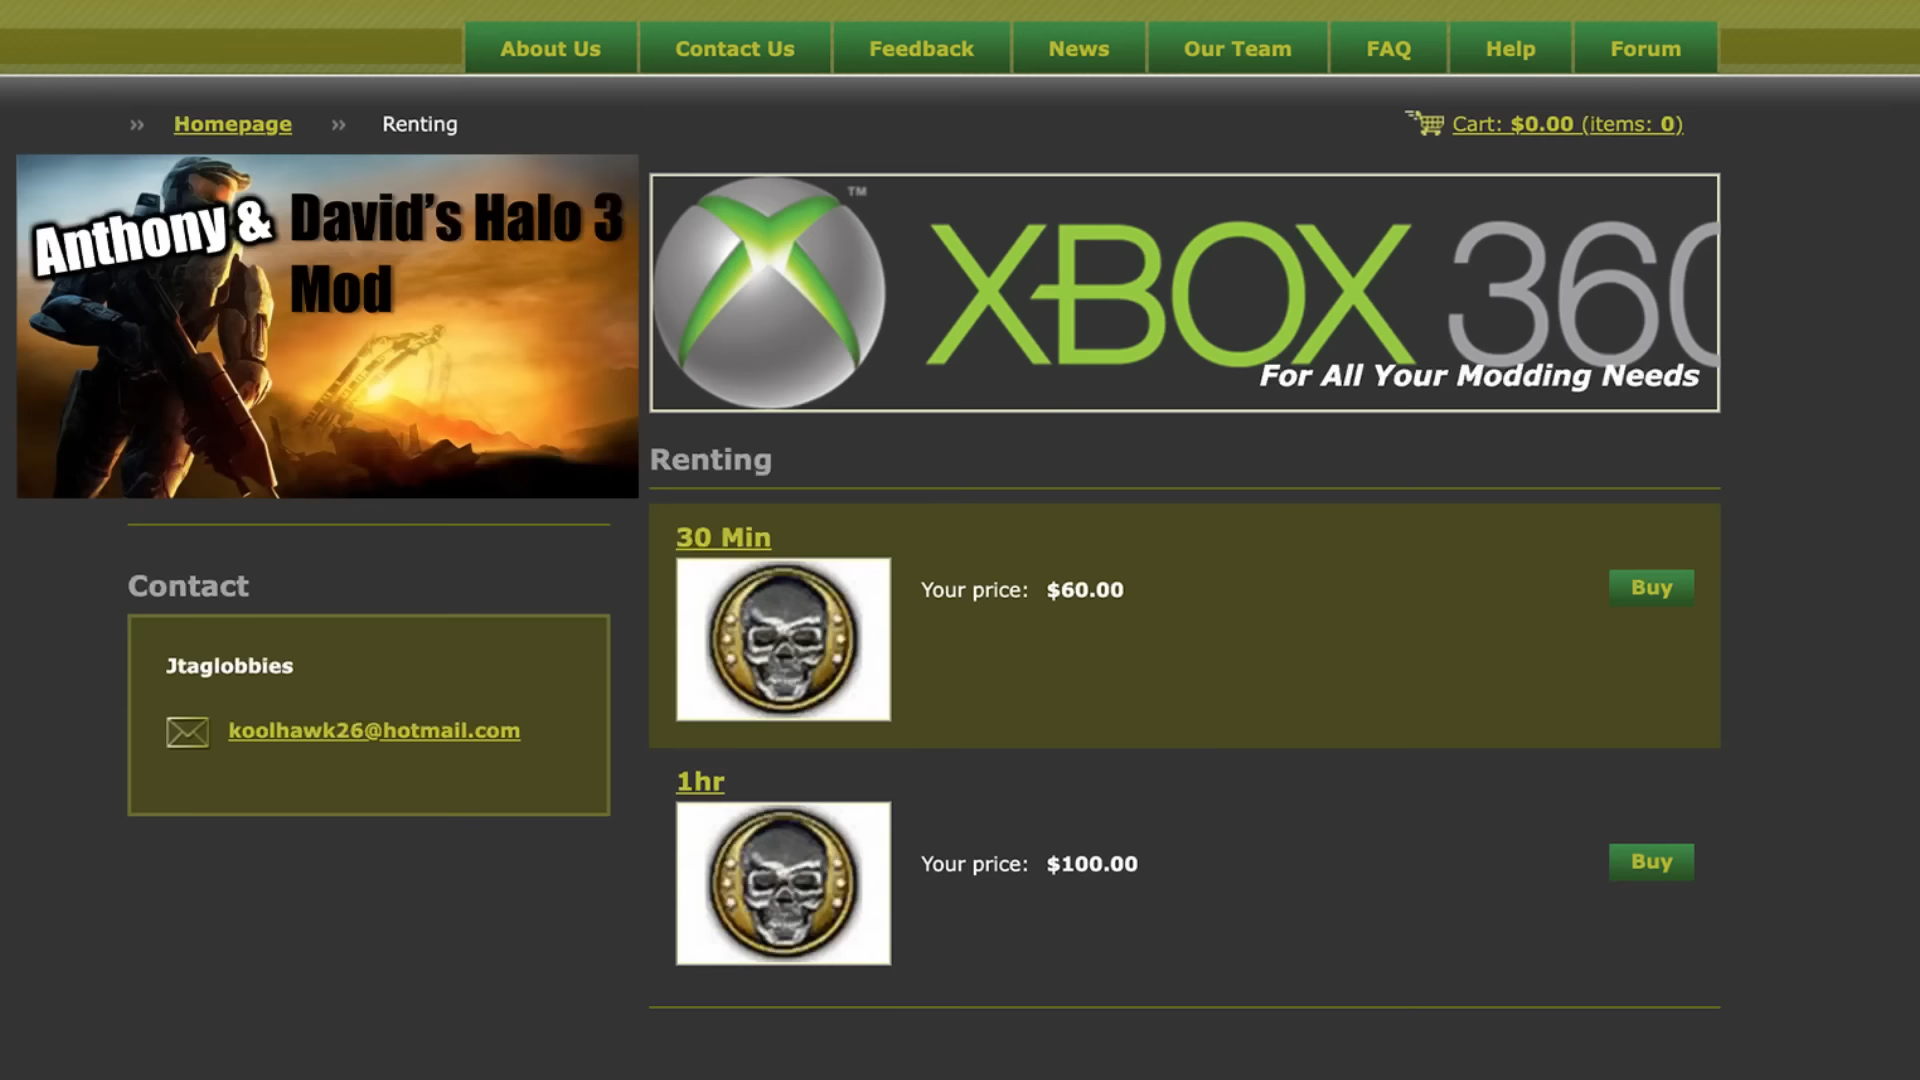 About Us
Contact Us
Feedback
News
Our Team
FAQ
Help
Forum
» Homepage » Renting
Cart: $0.00 (items: 0)
Anthony & David's Halo 3
Mod
TM
XBOX 360
For All Your Modding Needs
Renting
30 Min
Your price: $60.00
Buy
Contact
Jtaglobbies
koolhawk26@hotmail.com
1hr
Your price: $100.00
Buy